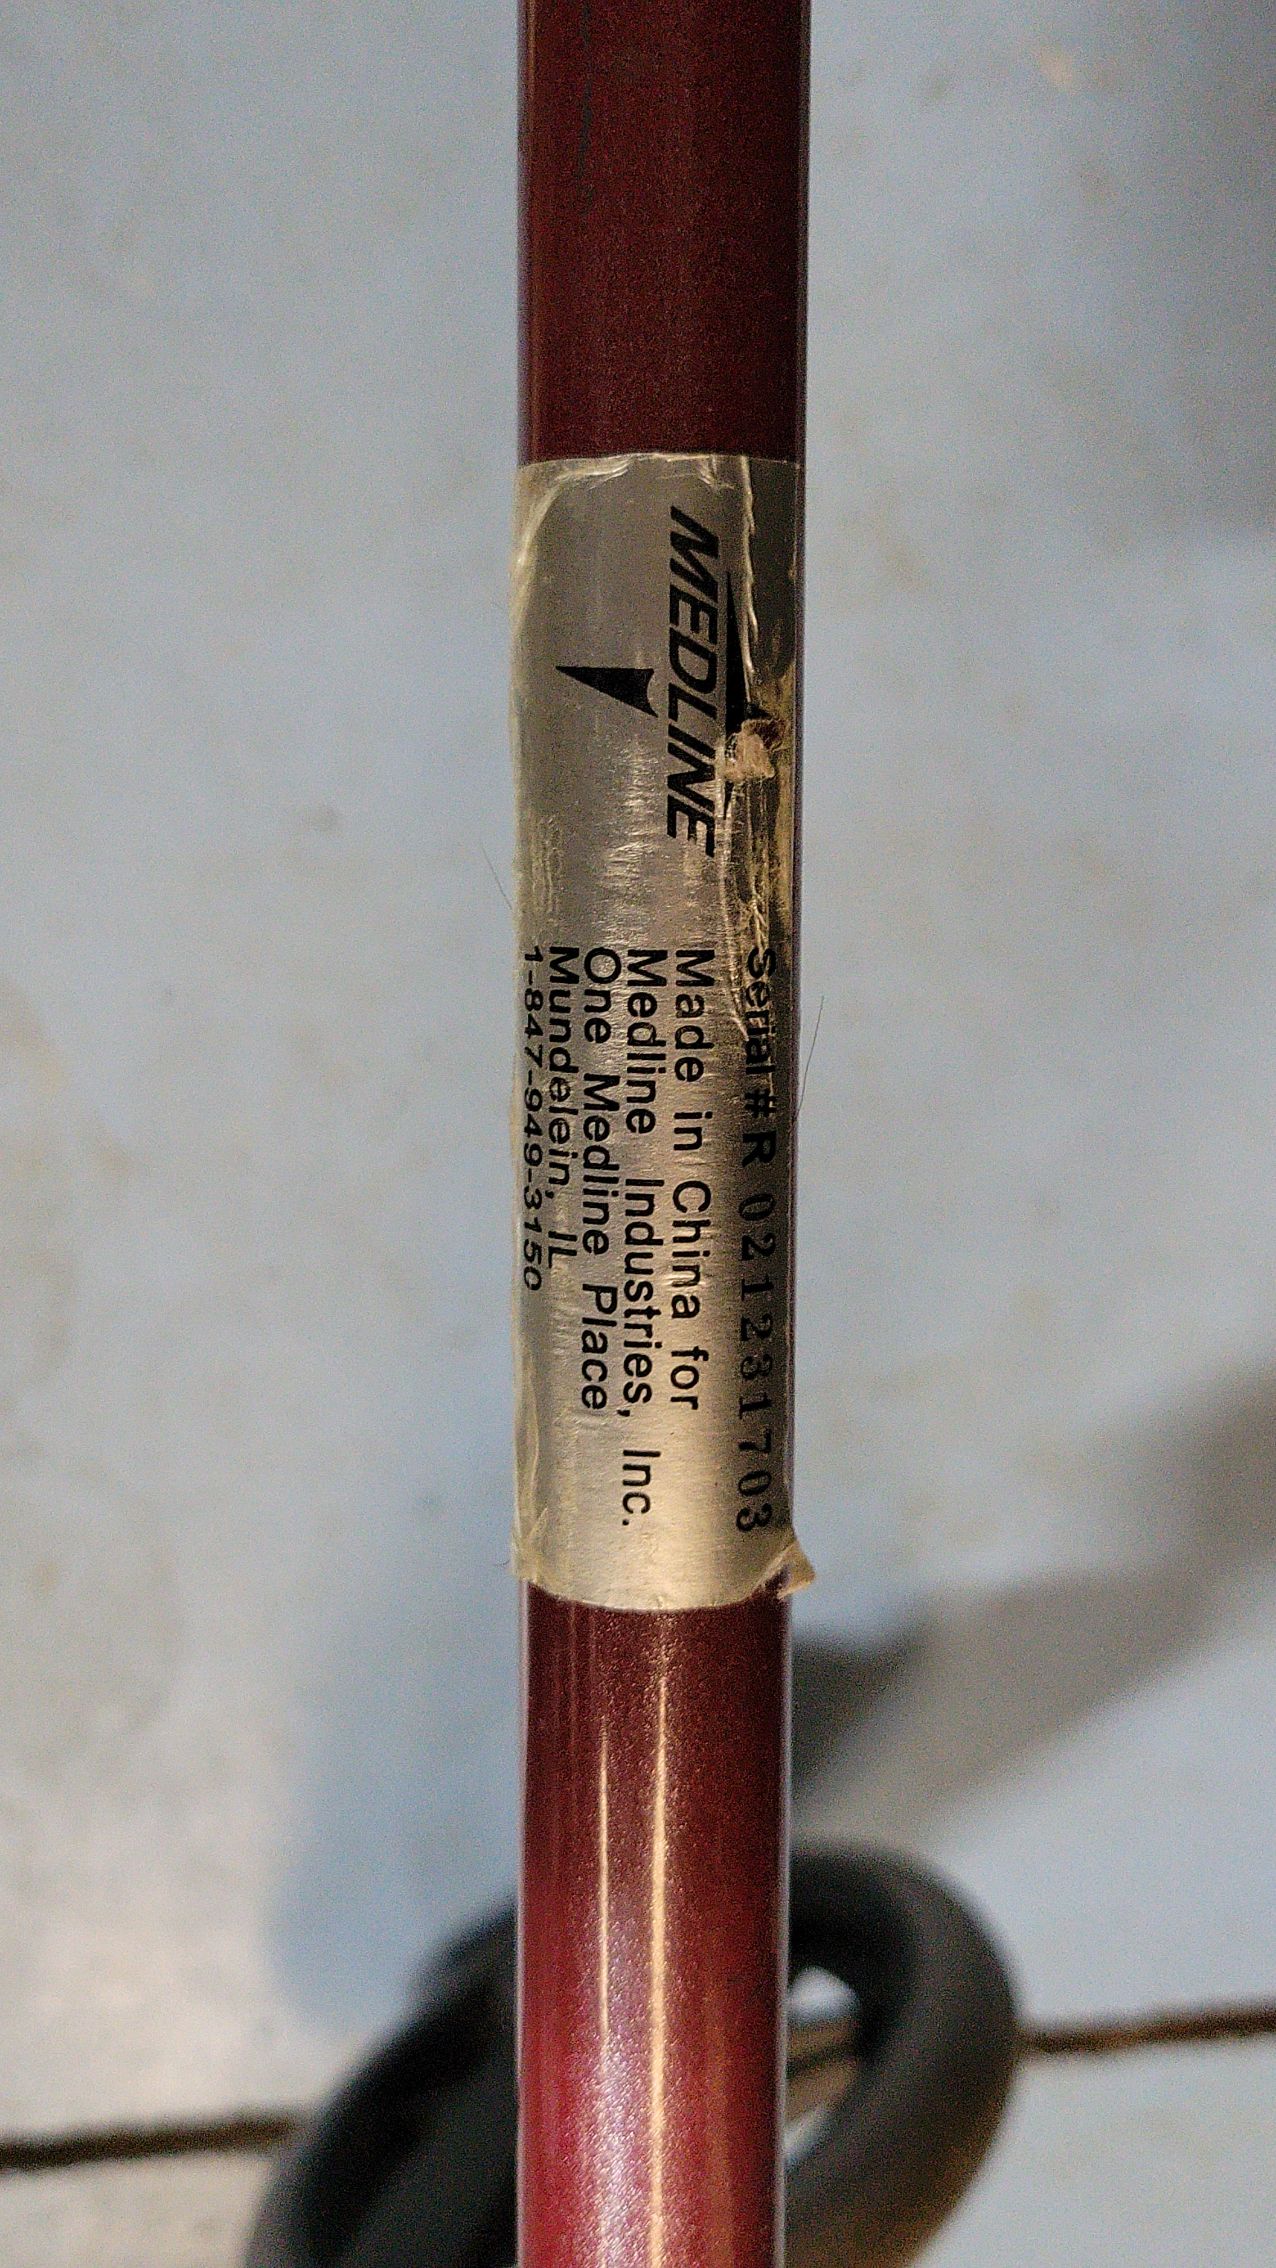 MEDLINE
Serial # R 021231703
Made in China for
Medline Industries, Inc.
One Medline Place
Mundelein, IL
1-847-949-3150